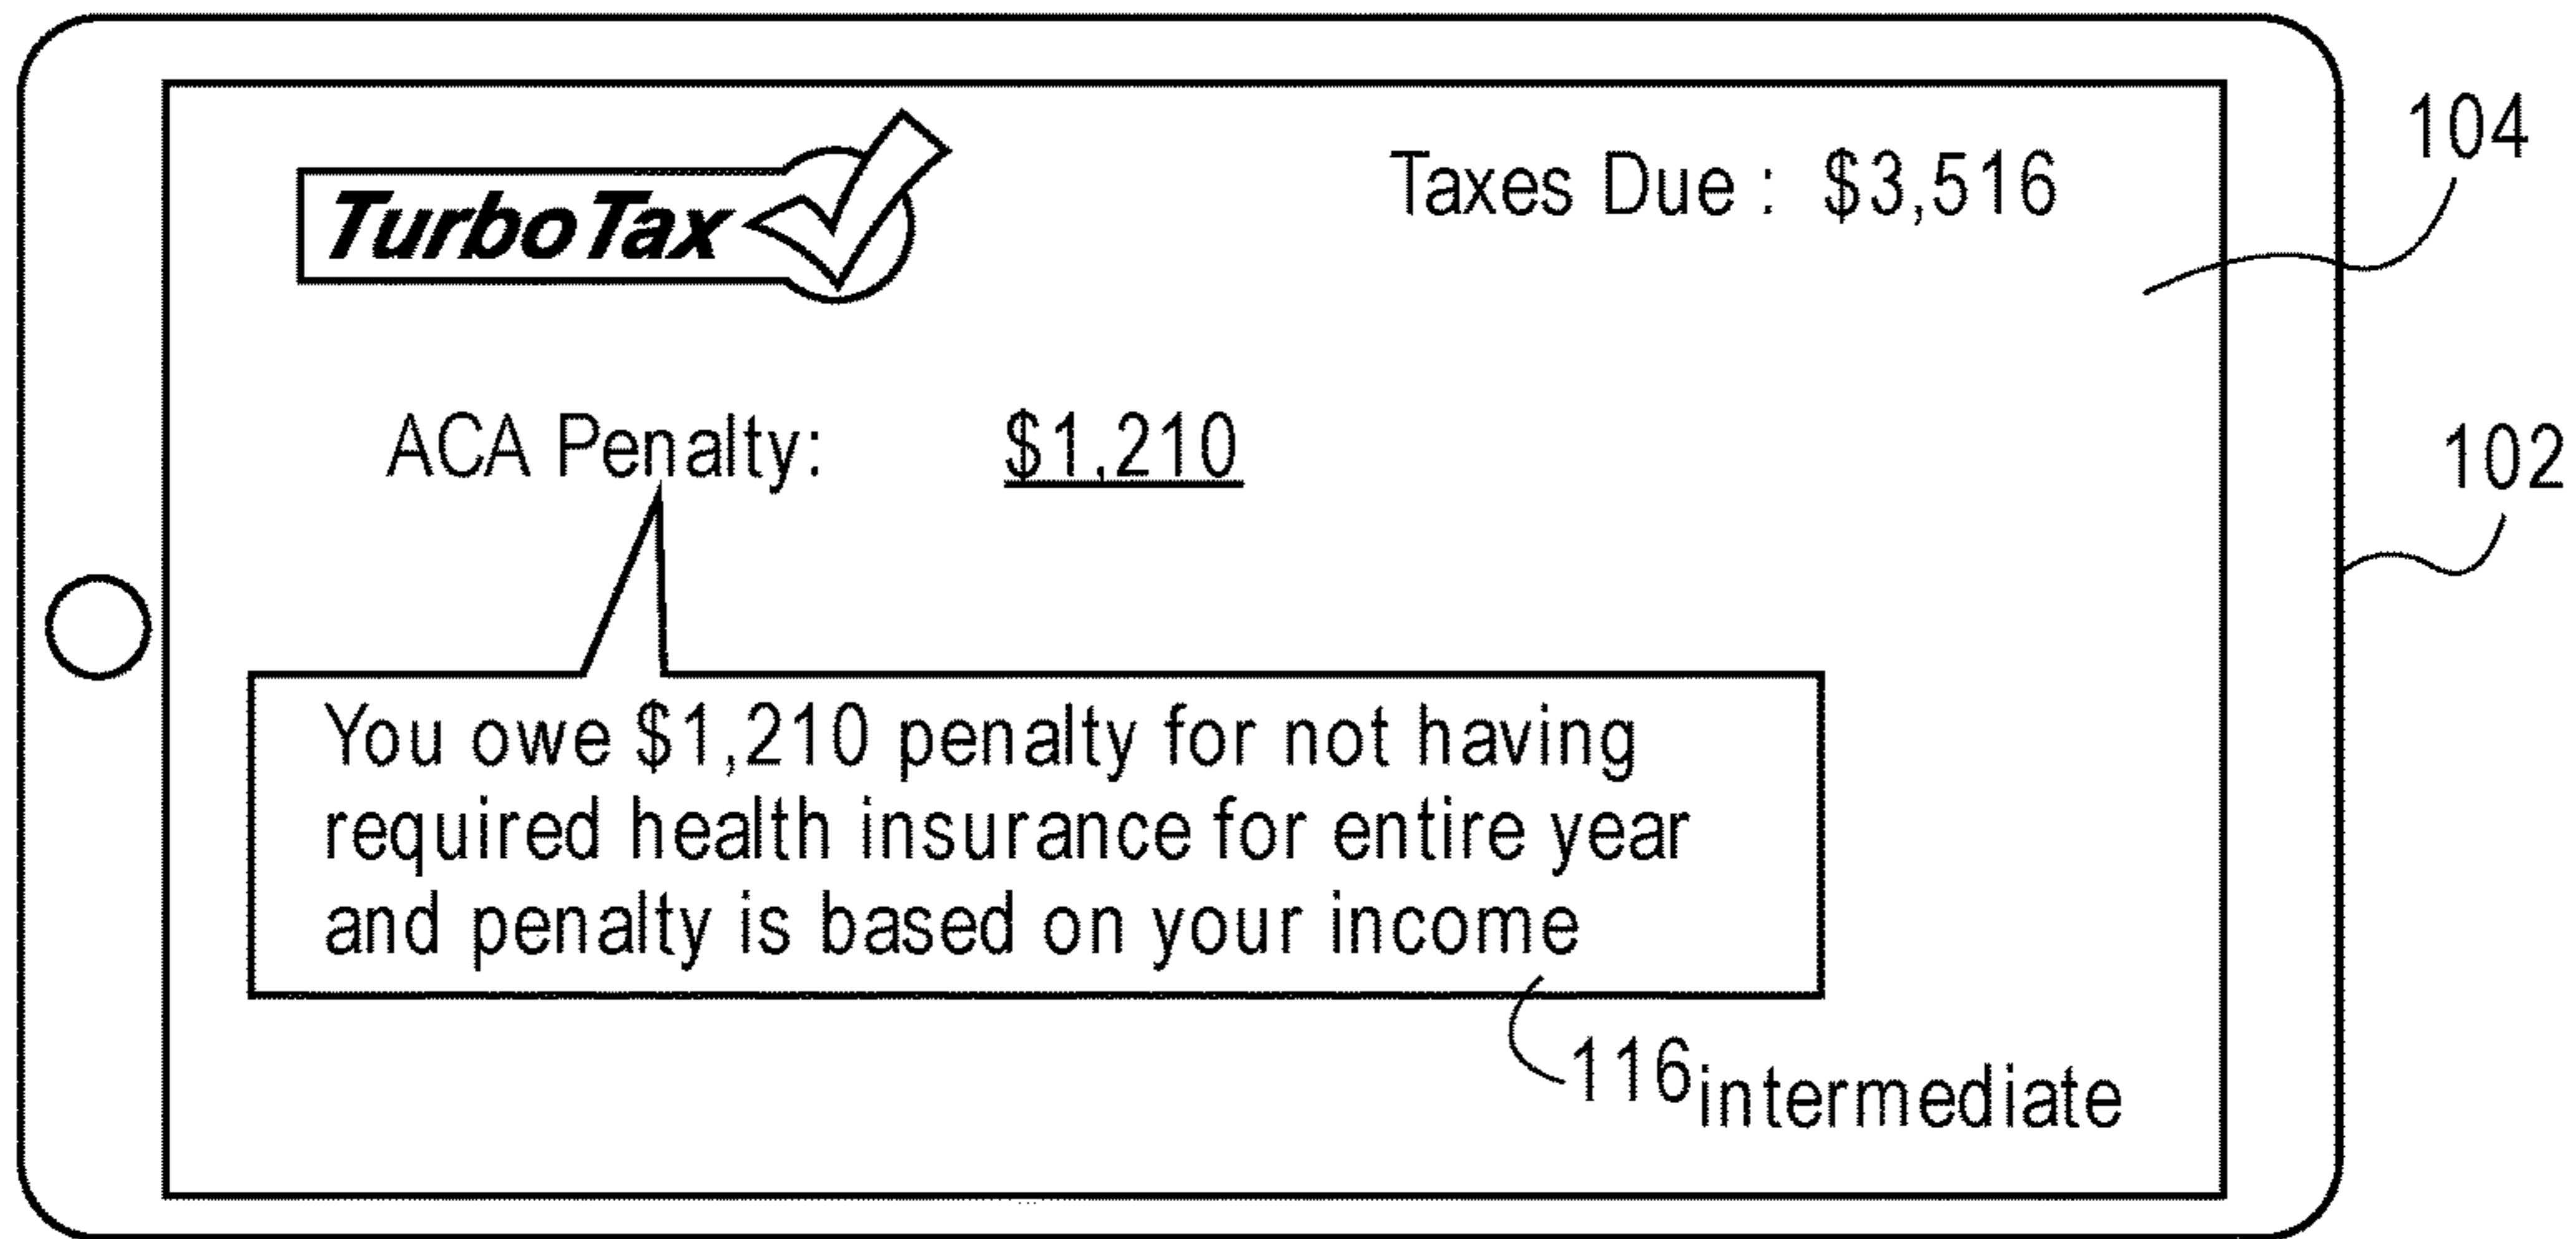 TurboTax
Taxes Due : $3,516
104
ACA Penalty: $1,210
102
You owe $1,210 penalty for not having
required health insurance for entire year
and penalty is based on your income
116intermediate